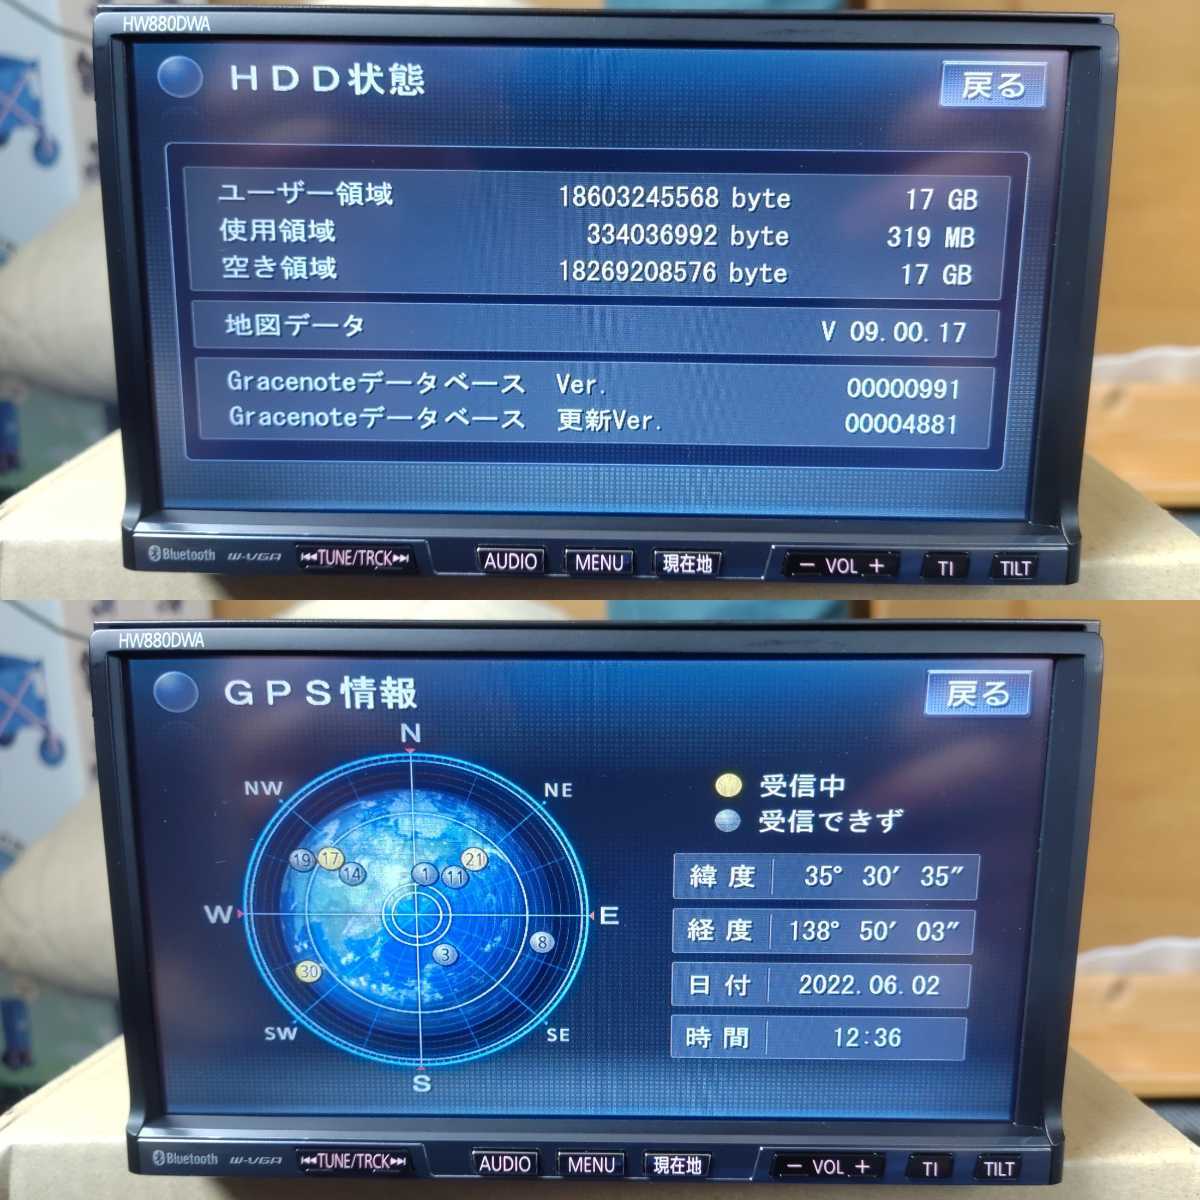 HW880DWA
HDD状態
戻る
ユーザー領域 18603245568 byte 17 GB
使用領域 334036992 byte 319 MB
空き領域 18269208576 byte 17 GB
地図データ V 09.00.17
Gracenoteデータベース Ver. 00000991
Gracenoteデータベース 更新Ver. 00004881
Bluetooth W-VGA TUNE/TRCK AUDIO MENU 現在地 − VOL + TI TILT
HW880DWA
GPS情報
戻る
N
NW NE
19 17 14 1 11 21
W E
3 8
30
SW SE
S
受信中
受信できず
緯度 35° 30′ 35″
経度 138° 50′ 03″
日付 2022.06.02
時間 12:36
Bluetooth W-VGA TUNE/TRCK AUDIO MENU 現在地 − VOL + TI TILT